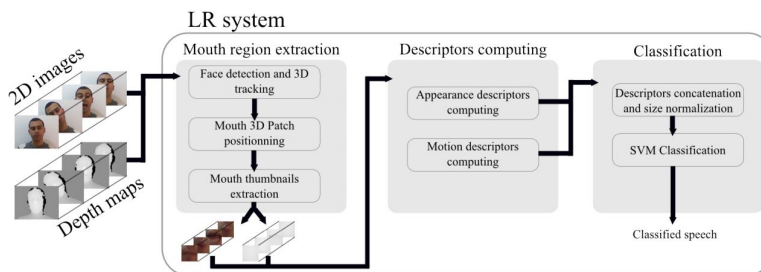 LR system
2D images
Depth maps
Mouth region extraction
Face detection and 3D
tracking
Mouth 3D Patch
positionning
Mouth thumbnails
extraction
Descriptors computing
Appearance descriptors
computing
Motion descriptors
computing
Classification
Descriptors concatenation
and size normalization
SVM Classification
Classified speech